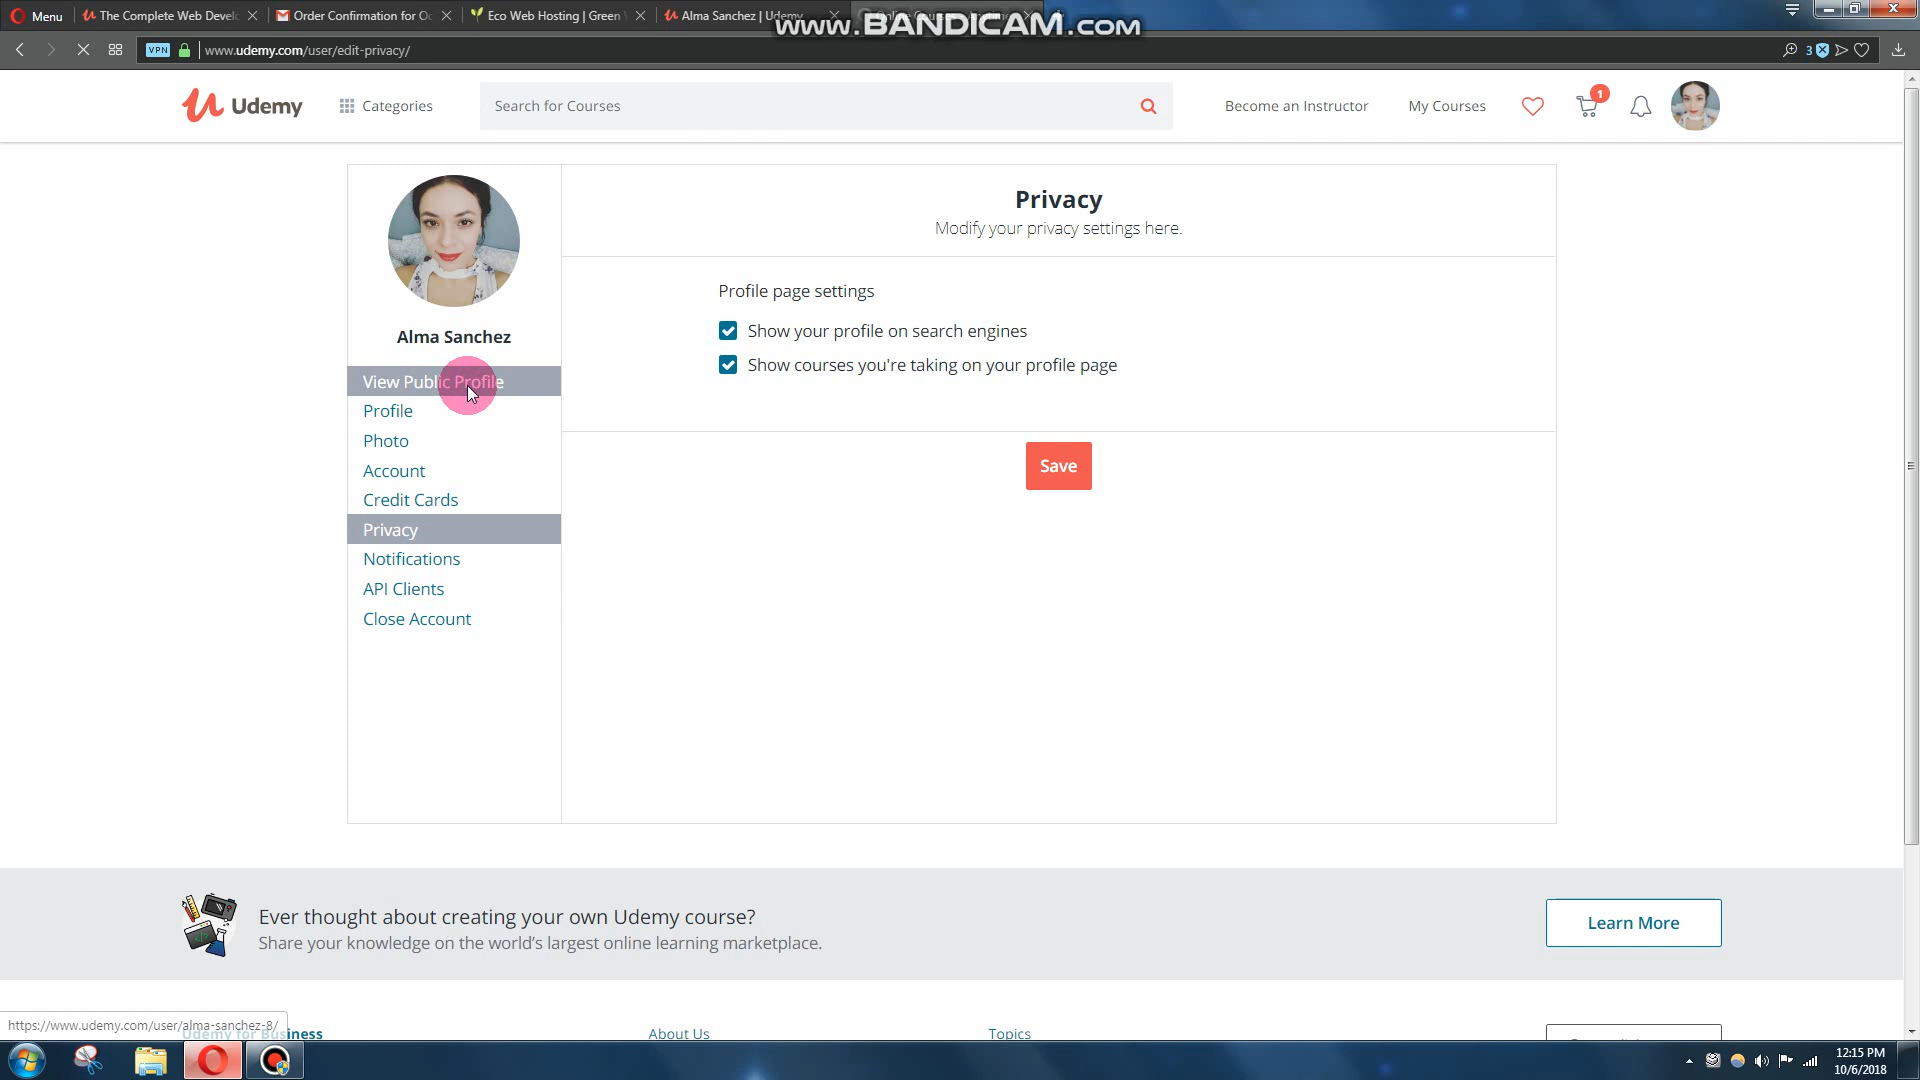 Menu
The Complete Web Devel
Order Confirmation for Oc
Eco Web Hosting | Green
Alma Sanchez | Udemy
www.BANDICAM.com
VPN
www.udemy.com/user/edit-privacy/
3
Udemy
Categories
Search for Courses
Become an Instructor
My Courses
1
Alma Sanchez
View Public Profile
Profile
Photo
Account
Credit Cards
Privacy
Notifications
API Clients
Close Account
Privacy
Modify your privacy settings here.
Profile page settings
Show your profile on search engines
Show courses you're taking on your profile page
Save
Ever thought about creating your own Udemy course?
Share your knowledge on the world's largest online learning marketplace.
Learn More
https://www.udemy.com/user/alma-sanchez-8/
Udemy for Business
About Us
Topics
12:15 PM
10/6/2018